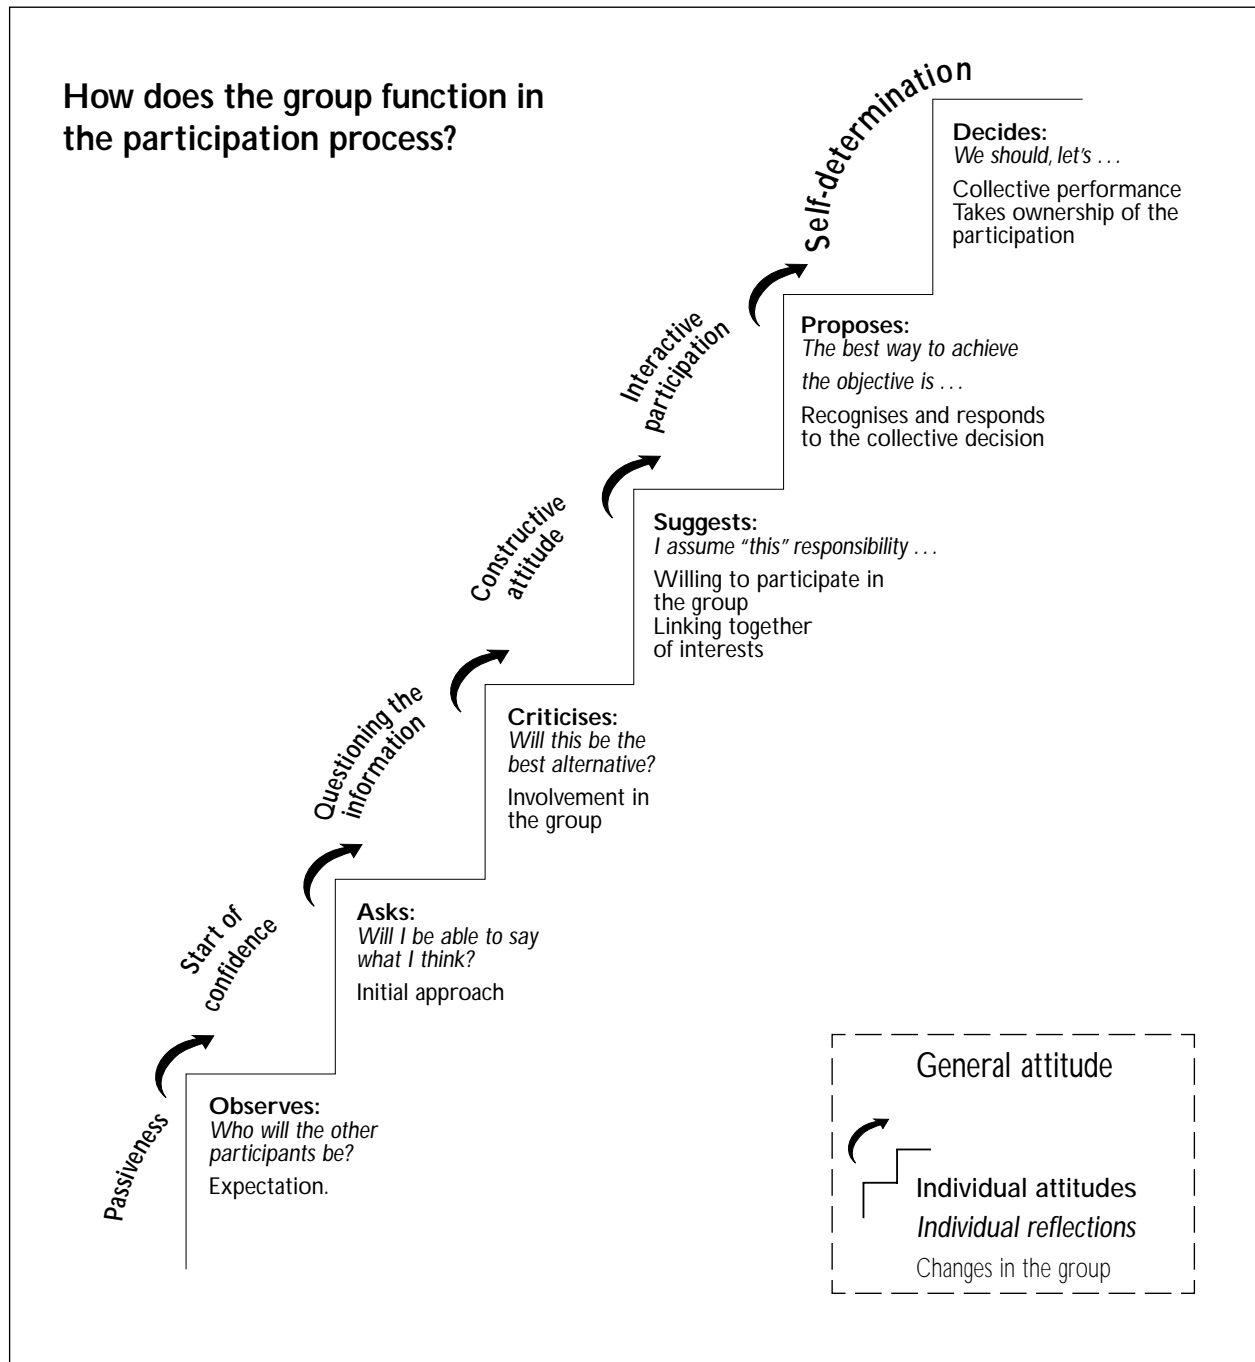 How does the group function in
the participation process?
Self-determination
Decides:
We should, let's . . .
Collective performance
Takes ownership of the
participation
Interactive
participation
Proposes:
The best way to achieve
the objective is . . .
Recognises and responds
to the collective decision
Constructive
attitude
Suggests:
I assume “this” responsibility . . .
Willing to participate in
the group
Linking together
of interests
Questioning the
information
Criticises:
Will this be the
best alternative?
Involvement in
the group
Start of
confidence
Asks:
Will I be able to say
what I think?
Initial approach
Passiveness
Observes:
Who will the other
participants be?
Expectation.
General attitude
Individual attitudes
Individual reflections
Changes in the group